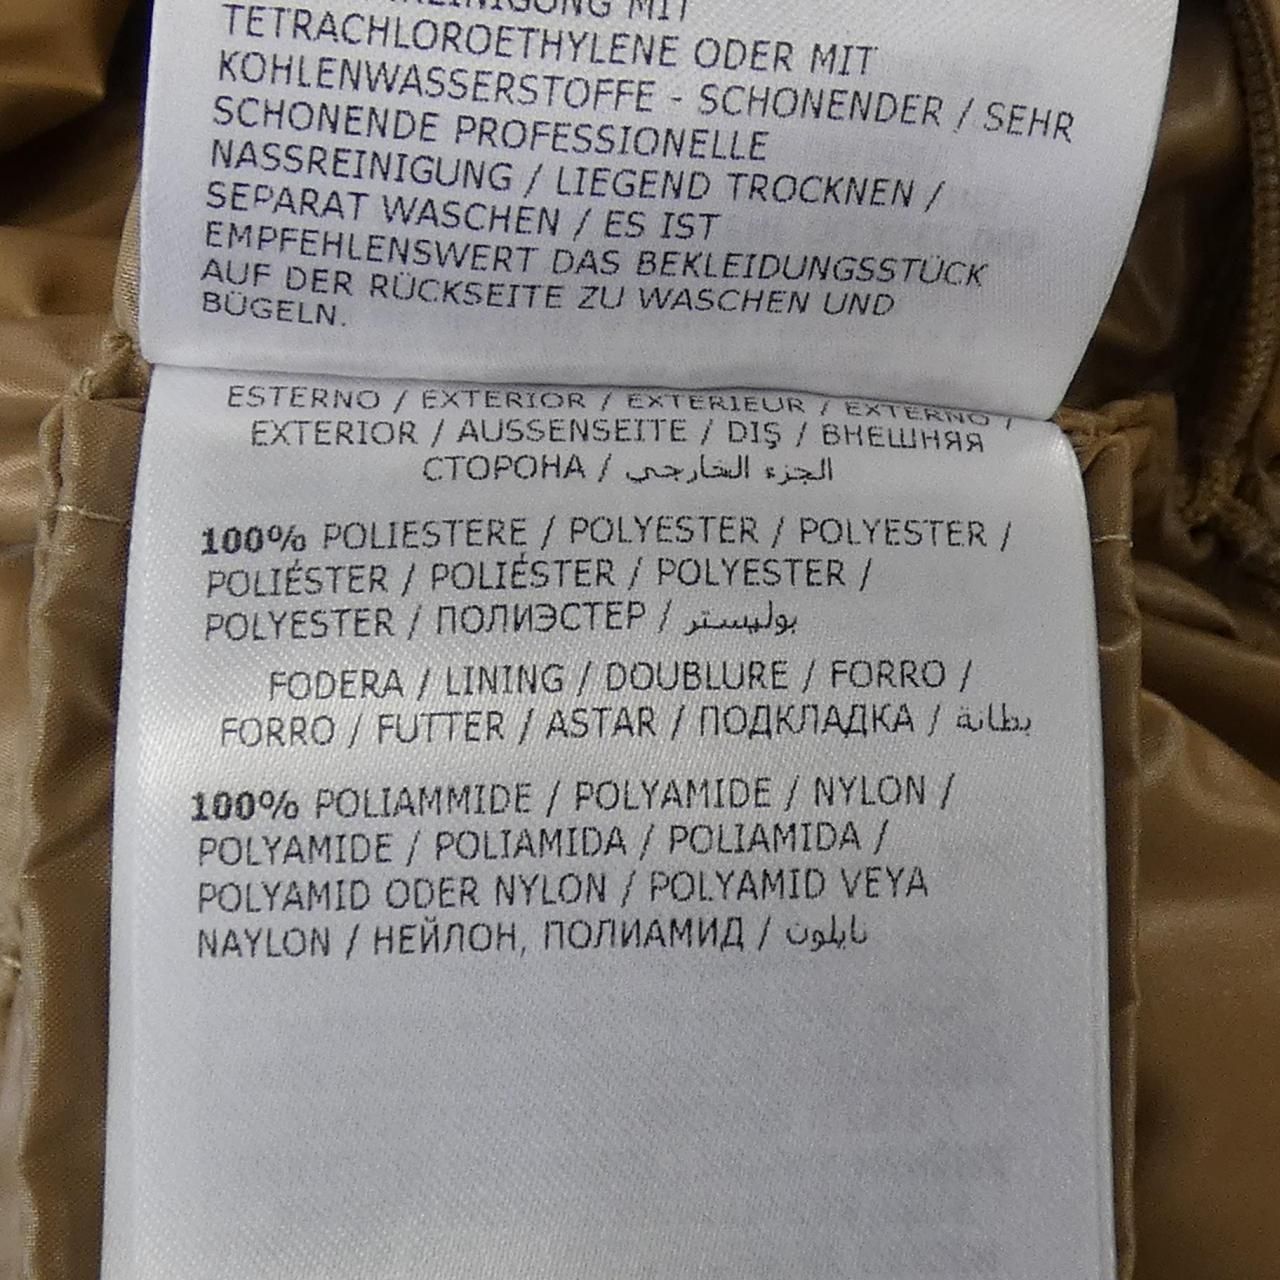 MIT
TETRACHLOROETHYLENE ODER MIT
KOHLENWASSERSTOFFE - SCHONENDER / SEHR
SCHONENDE PROFESSIONELLE
NASSREINIGUNG / LIEGEND TROCKNEN /
SEPARAT WASCHEN / ES IST
EMPFEHLENSWERT DAS BEKLEIDUNGSSTÜCK
AUF DER RÜCKSEITE ZU WASCHEN UND
BÜGELN.
ESTERNO / EXTERIOR / EXTERIEUR / EXTERNO /
EXTERIOR / AUSSENSEITE / DIŞ / ВНЕШНЯЯ
СТОРОНА / الجزء الخارجي
100% POLIESTERE / POLYESTER / POLYESTER /
POLIÉSTER / POLIÉSTER / POLYESTER /
POLYESTER / ПОЛИЭСТЕР / بوليستر
FODERA / LINING / DOUBLURE / FORRO /
FORRO / FUTTER / ASTAR / ПОДКЛАДКА / بطانة
100% POLIAMMIDE / POLYAMIDE / NYLON /
POLYAMIDE / POLIAMIDA / POLIAMIDA /
POLYAMID ODER NYLON / POLYAMID VEYA
NAYLON / НЕЙЛОН, ПОЛИАМИД / نايلون